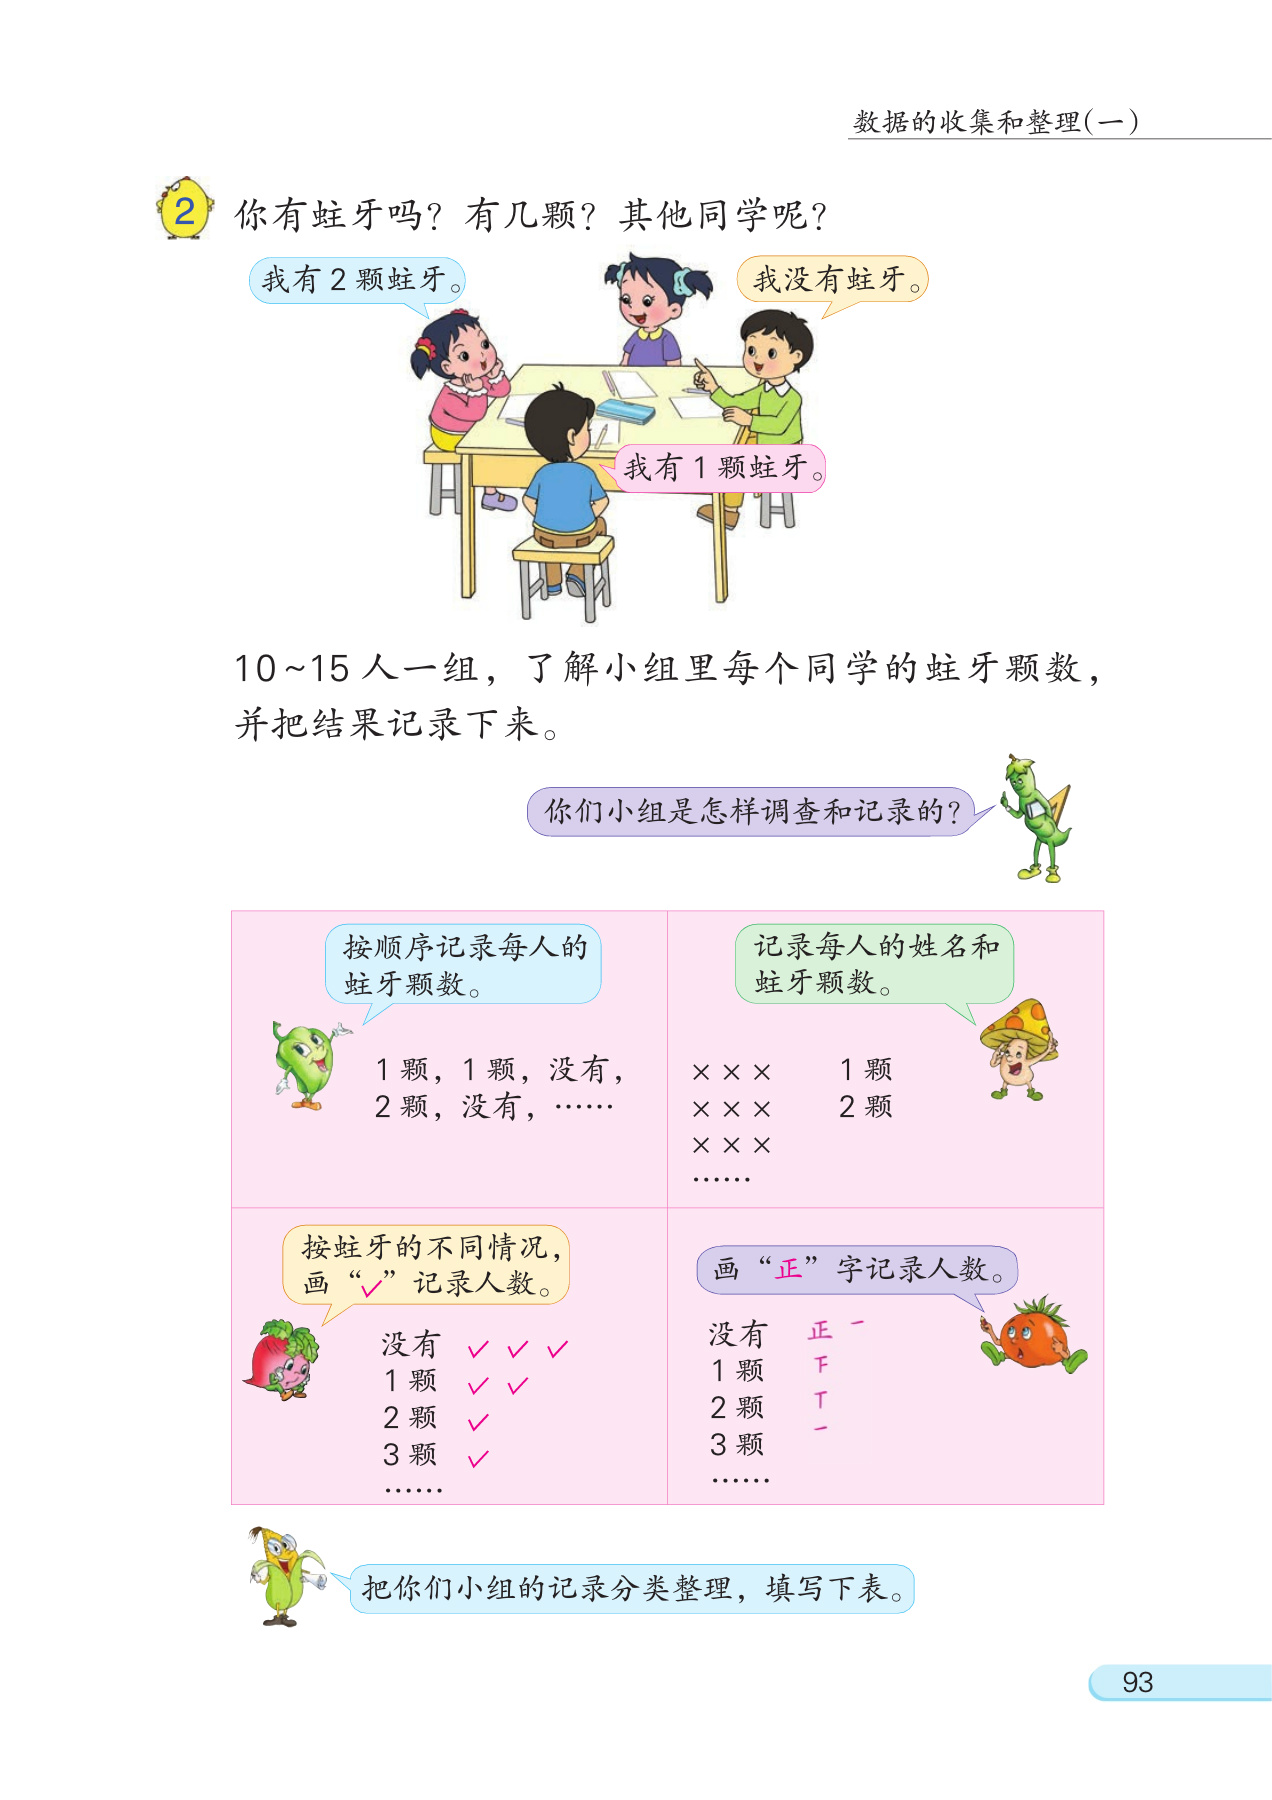 数据的收集和整理(一)
2 你有蛀牙吗？有几颗？其他同学呢？
我有 2 颗蛀牙。
我没有蛀牙。
我有 1 颗蛀牙。
10~15 人一组，了解小组里每个同学的蛀牙颗数，
并把结果记录下来。
你们小组是怎样调查和记录的？
按顺序记录每人的
蛀牙颗数。
1 颗，1 颗，没有，
2 颗，没有，……
记录每人的姓名和
蛀牙颗数。
××× 1 颗
××× 2 颗
×××
……
按蛀牙的不同情况，
画“✓”记录人数。
没有 ✓ ✓ ✓
1 颗 ✓ ✓
2 颗 ✓
3 颗 ✓
……
画“正”字记录人数。
没有 正 一
1 颗 下
2 颗 丅
3 颗 一
……
把你们小组的记录分类整理，填写下表。
93